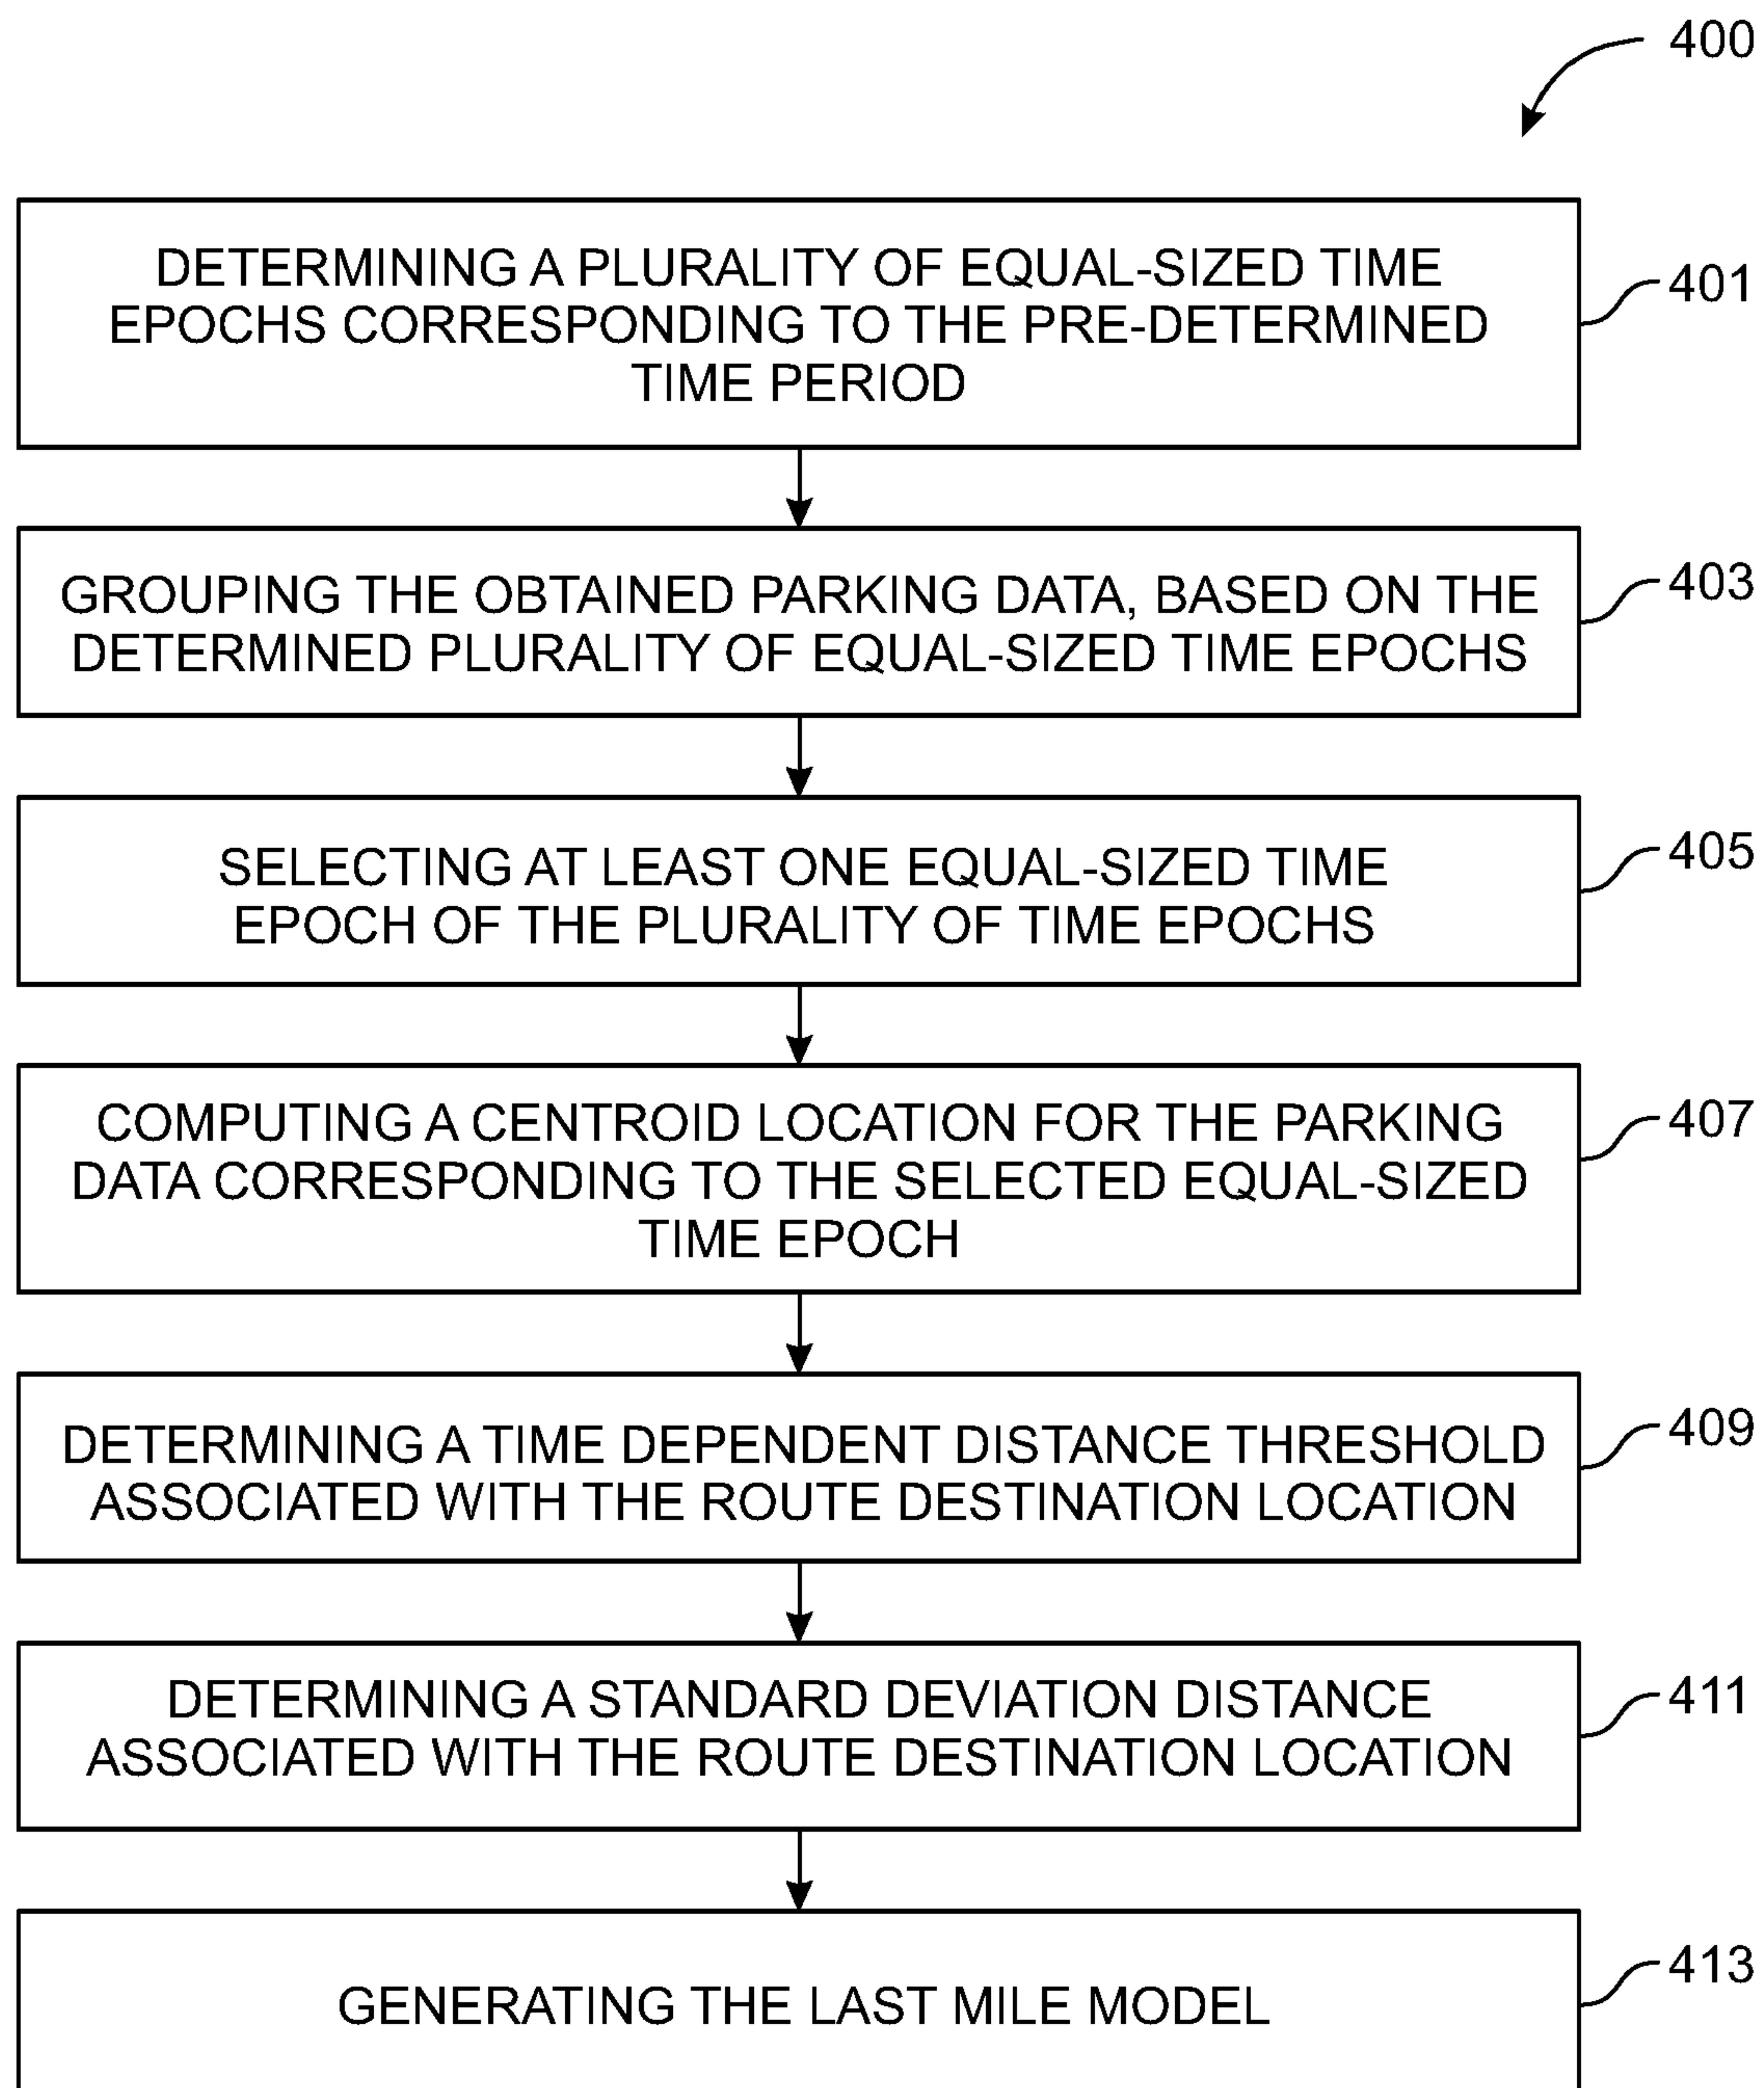 400
DETERMINING A PLURALITY OF EQUAL-SIZED TIME
EPOCHS CORRESPONDING TO THE PRE-DETERMINED
TIME PERIOD
401
GROUPING THE OBTAINED PARKING DATA, BASED ON THE
DETERMINED PLURALITY OF EQUAL-SIZED TIME EPOCHS
403
SELECTING AT LEAST ONE EQUAL-SIZED TIME
EPOCH OF THE PLURALITY OF TIME EPOCHS
405
COMPUTING A CENTROID LOCATION FOR THE PARKING
DATA CORRESPONDING TO THE SELECTED EQUAL-SIZED
TIME EPOCH
407
DETERMINING A TIME DEPENDENT DISTANCE THRESHOLD
ASSOCIATED WITH THE ROUTE DESTINATION LOCATION
409
DETERMINING A STANDARD DEVIATION DISTANCE
ASSOCIATED WITH THE ROUTE DESTINATION LOCATION
411
GENERATING THE LAST MILE MODEL
413